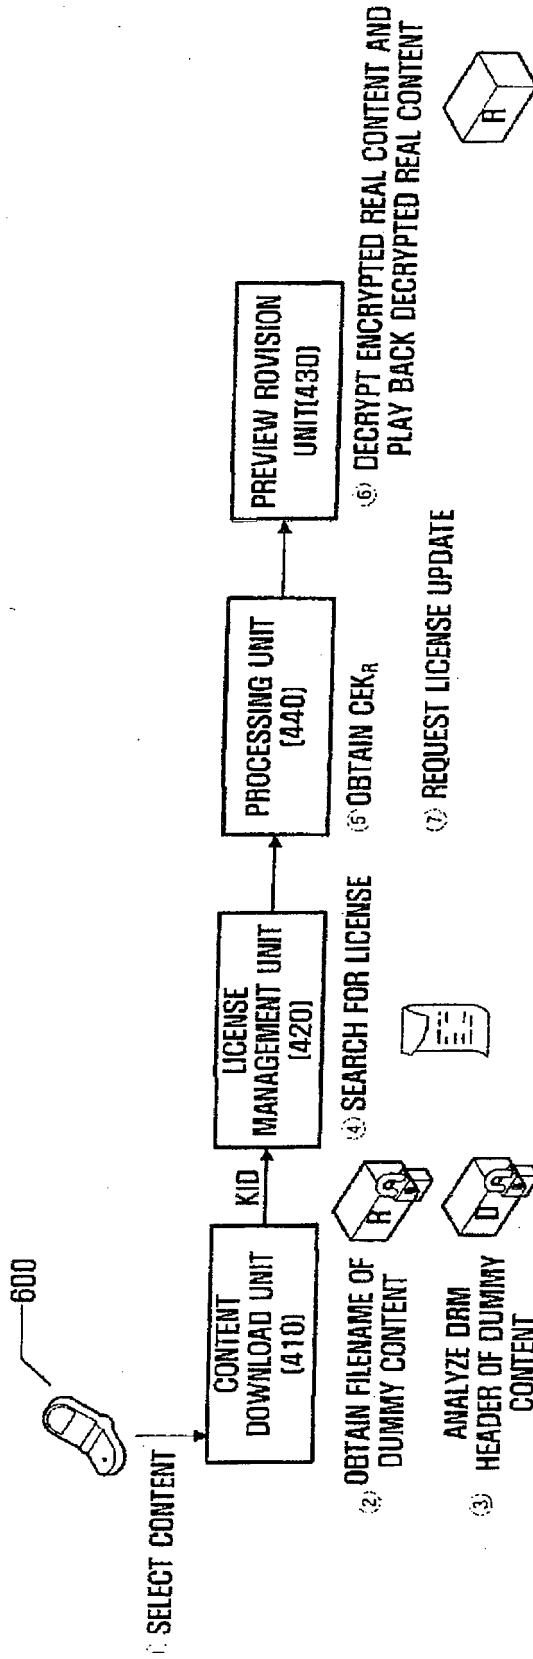 600
① SELECT CONTENT
CONTENT
DOWNLOAD UNIT
(410)
KID
LICENSE
MANAGEMENT UNIT
(420)
PROCESSING UNIT
(440)
PREVIEW ROVISION
UNIT(430)
② OBTAIN FILENAME OF
DUMMY CONTENT
R
③ ANALYZE DRM
HEADER OF DUMMY
CONTENT
D
④ SEARCH FOR LICENSE
⑤ OBTAIN CEKR
⑥ DECRYPT ENCRYPTED REAL CONTENT AND
PLAY BACK DECRYPTED REAL CONTENT
R
⑦ REQUEST LICENSE UPDATE